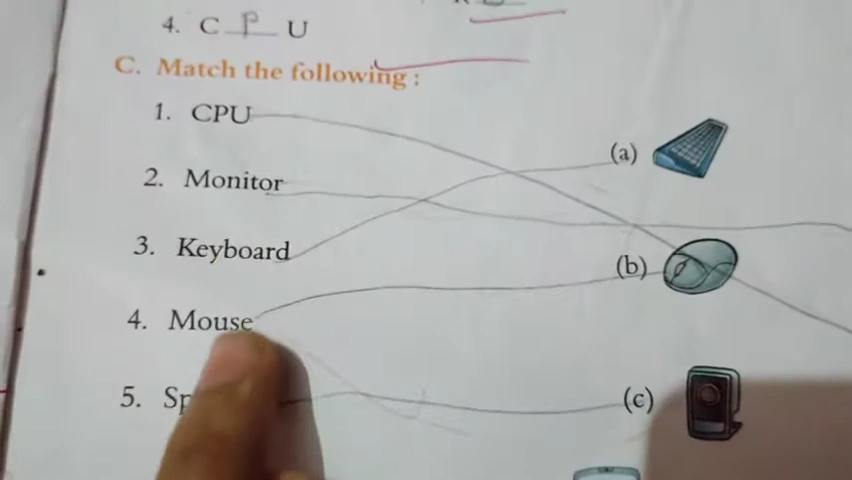 4. C P U
C. Match the following :
1. CPU
(a)
2. Monitor
3. Keyboard
(b)
4. Mouse
5. Sp
(c)